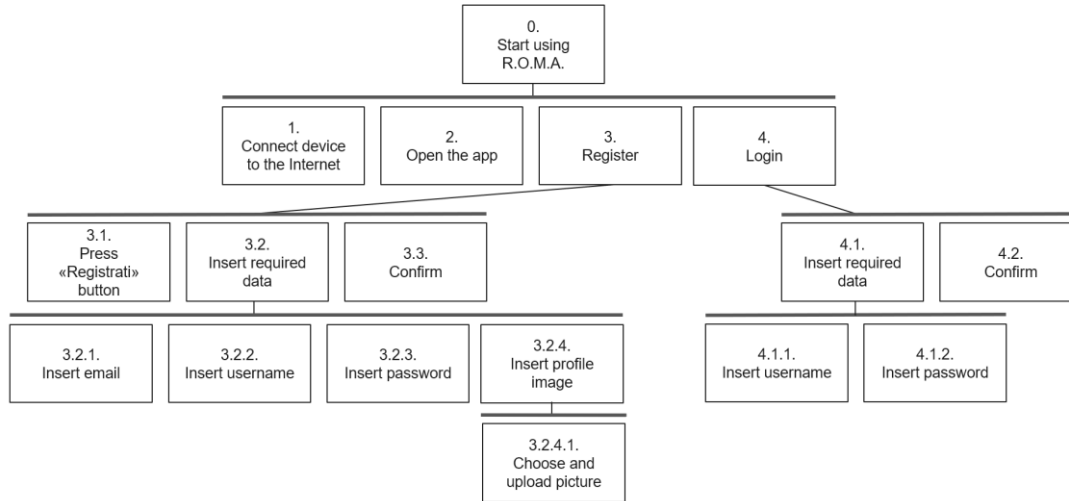 0.
Start using
R.O.M.A.
1.
Connect device
to the Internet
2.
Open the app
3.
Register
4.
Login
3.1.
Press
«Registrati»
button
3.2.
Insert required
data
3.3.
Confirm
4.1.
Insert required
data
4.2.
Confirm
3.2.1.
Insert email
3.2.2.
Insert username
3.2.3.
Insert password
3.2.4.
Insert profile
image
4.1.1.
Insert username
4.1.2.
Insert password
3.2.4.1.
Choose and
upload picture